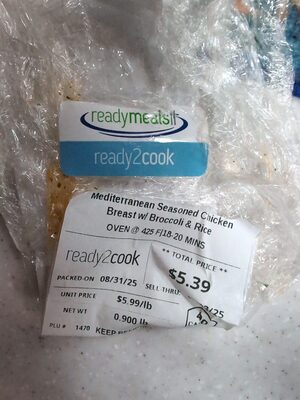 readymeals
ready2cook
Mediterranean Seasoned Chicken
Breast w/ Broccoli & Rice
OVEN @ 425 F|18-20 MINS
ready2cook
** TOTAL PRICE **
$5.39
PACKED ON 08/31/25 SELL THRU:
/25
UNIT PRICE
$5.99/lb
NET WT
0.900 lb
PLU # 1470 KEEP